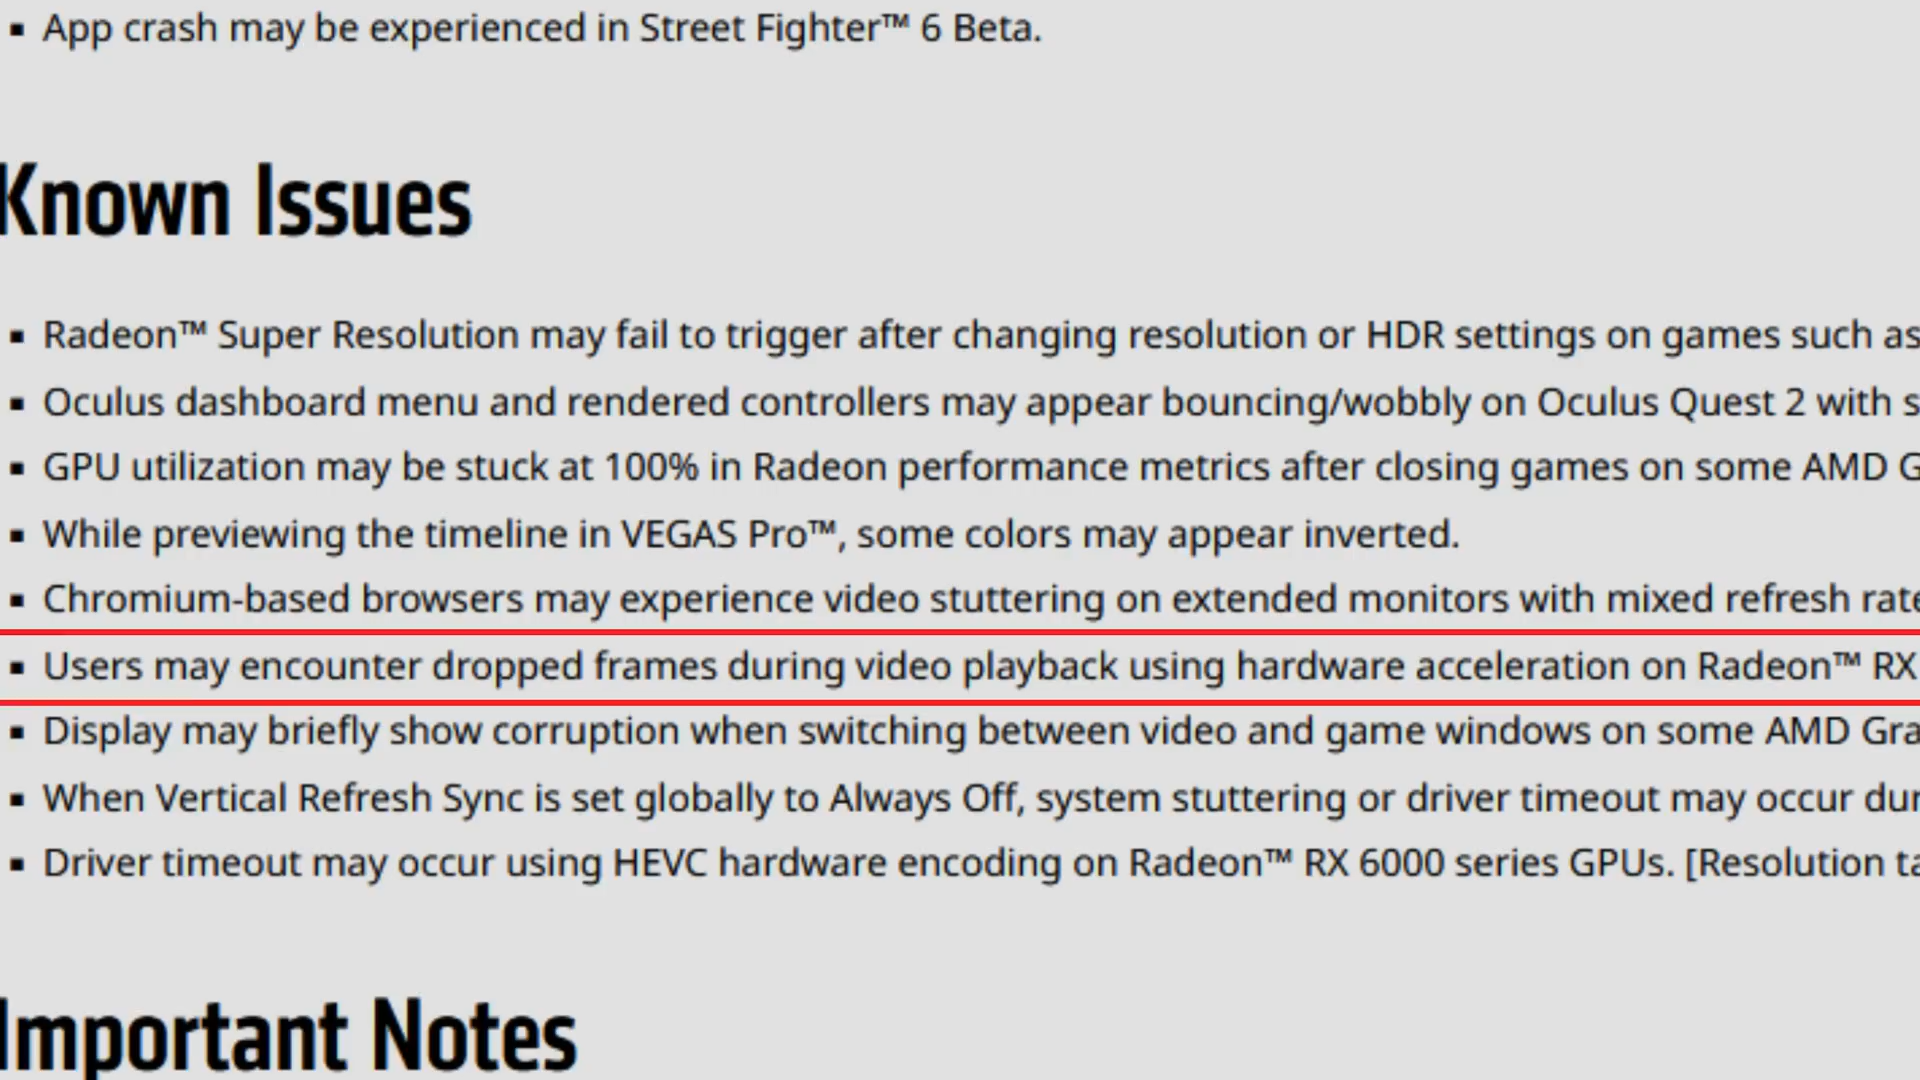 ▪ App crash may be experienced in Street Fighter™ 6 Beta.
Known Issues
▪ Radeon™ Super Resolution may fail to trigger after changing resolution or HDR settings on games such as
▪ Oculus dashboard menu and rendered controllers may appear bouncing/wobbly on Oculus Quest 2 with s
▪ GPU utilization may be stuck at 100% in Radeon performance metrics after closing games on some AMD G
▪ While previewing the timeline in VEGAS Pro™, some colors may appear inverted.
▪ Chromium-based browsers may experience video stuttering on extended monitors with mixed refresh rate
▪ Users may encounter dropped frames during video playback using hardware acceleration on Radeon™ RX
▪ Display may briefly show corruption when switching between video and game windows on some AMD Gra
▪ When Vertical Refresh Sync is set globally to Always Off, system stuttering or driver timeout may occur dur
▪ Driver timeout may occur using HEVC hardware encoding on Radeon™ RX 6000 series GPUs. [Resolution ta
Important Notes